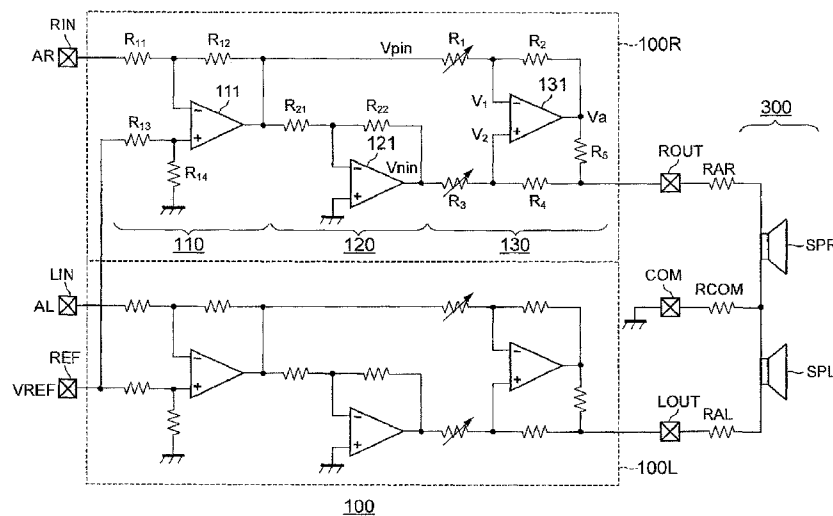 RIN
AR
R11
R12
Vpin
R1
R2
100R
111
131
V1
V2
Va
R13
R21
R22
R14
121
Vnin
R3
R4
R5
300
ROUT
RAR
SPR
110
120
130
LIN
AL
COM
RCOM
REF
VREF
SPL
LOUT
RAL
100L
100